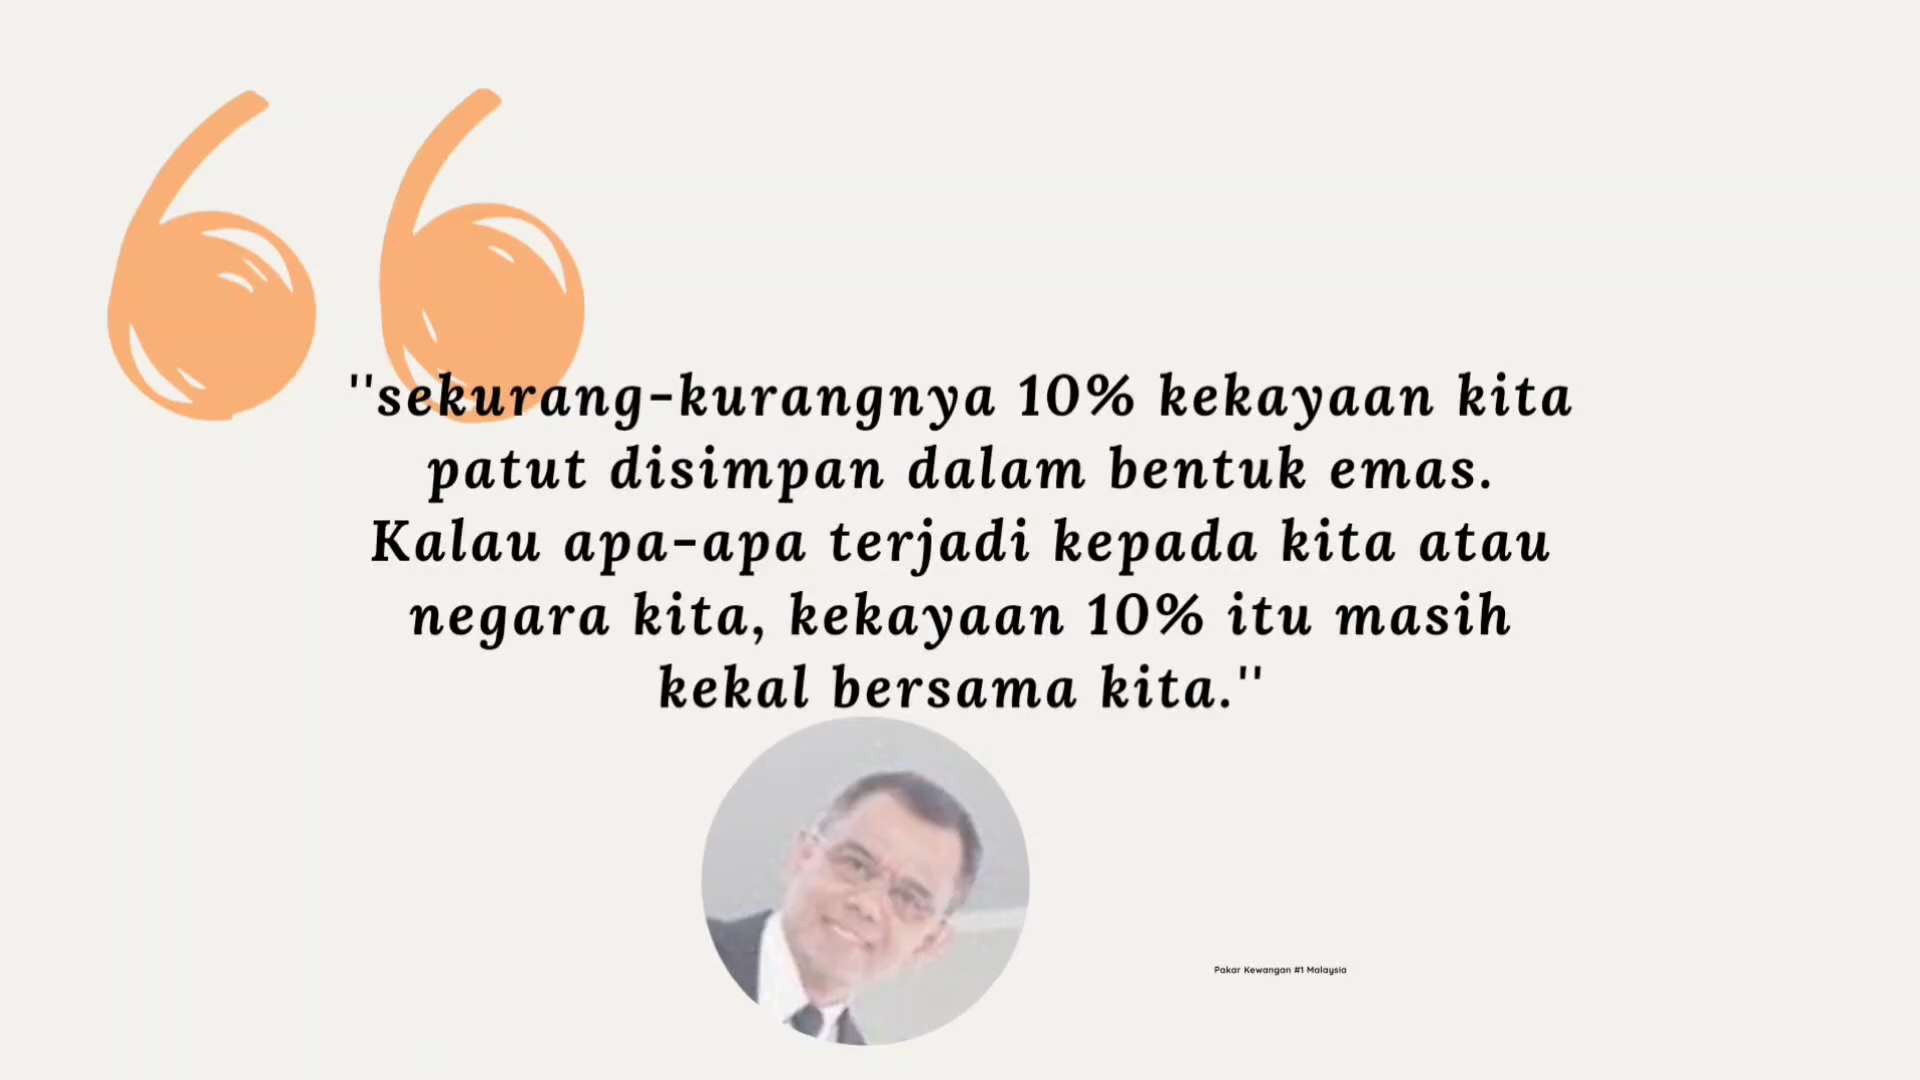 ''sekurang-kurangnya 10% kekayaan kita
patut disimpan dalam bentuk emas.
Kalau apa-apa terjadi kepada kita atau
negara kita, kekayaan 10% itu masih
kekal bersama kita.''
Pakar Kewangan #1 Malaysia